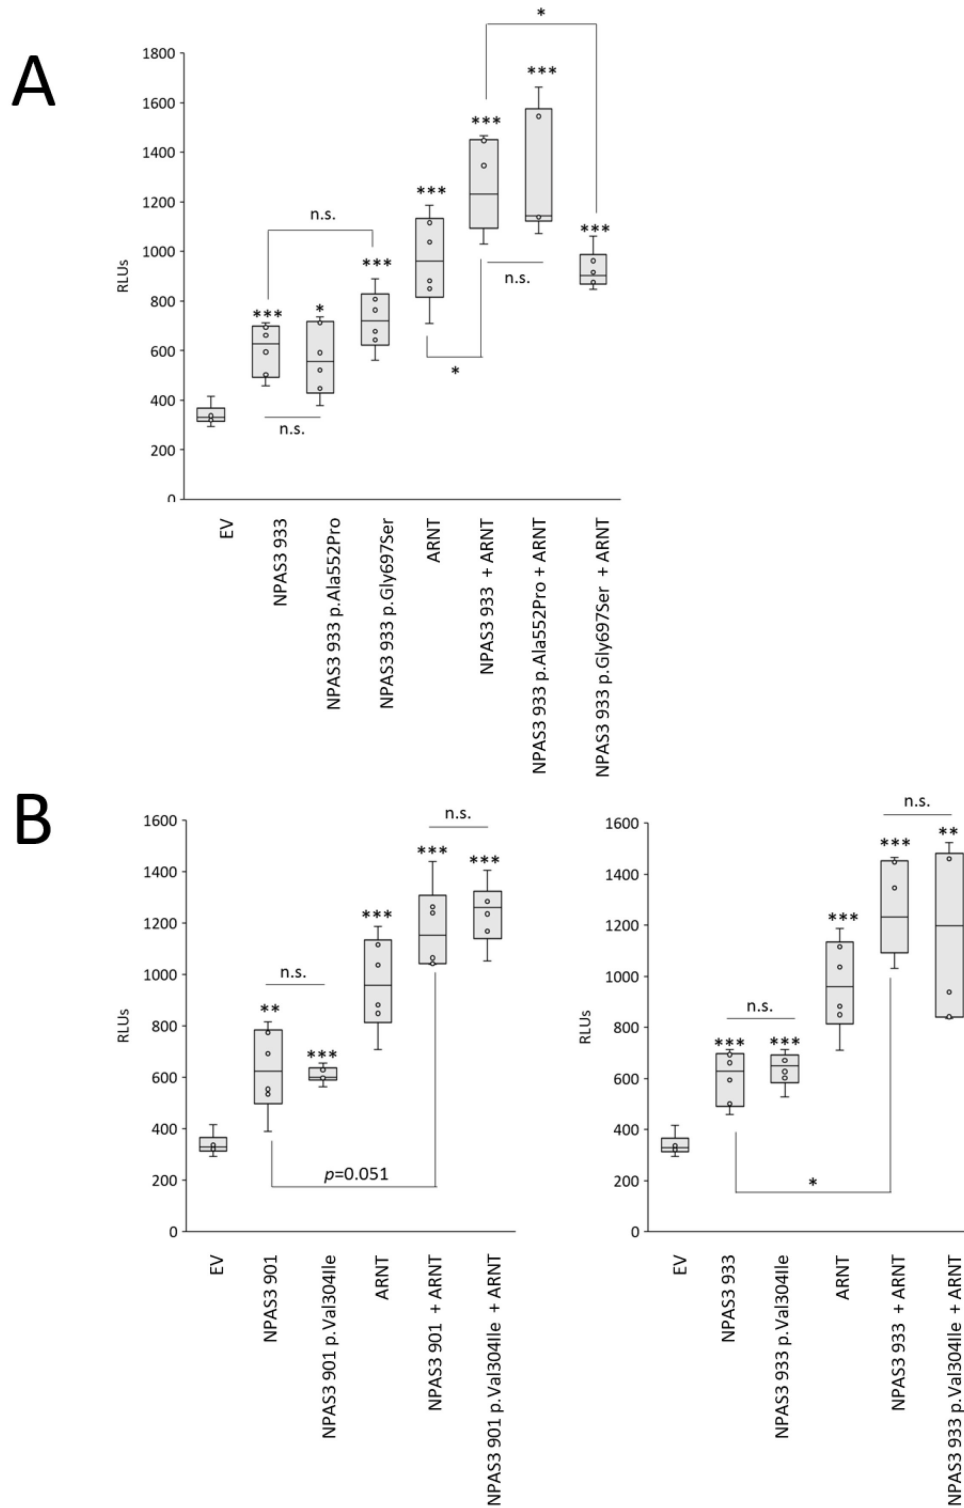 A
*
1800
***
1600
***
1400
***
1200
n.s.
***
1000
***
RLUs
n.s.
800
***
*
600
*
400
n.s.
200
0
EV
NPAS3 933
NPAS3 933 p.Ala552Pro
NPAS3 933 p.Gly697Ser
ARNT
NPAS3 933 + ARNT
NPAS3 933 p.Ala552Pro + ARNT
NPAS3 933 p.Gly697Ser + ARNT
B
n.s.
1600
***
***
1400
***
1200
n.s.
1000
**
RLUs
800
***
600
400
p=0.051
200
0
EV
NPAS3 901
NPAS3 901 p.Val304Ile
ARNT
NPAS3 901 + ARNT
NPAS3 901 p.Val304Ile + ARNT
n.s.
1600
***
**
1400
***
1200
n.s.
1000
RLUs
800
***
***
600
400
*
200
0
EV
NPAS3 933
NPAS3 933 p.Val304Ile
ARNT
NPAS3 933 + ARNT
NPAS3 933 p.Val304Ile + ARNT